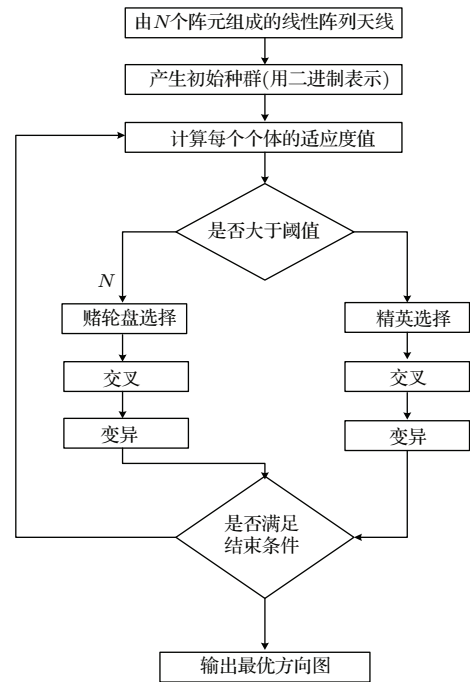 由N个阵元组成的线性阵列天线
产生初始种群(用二进制表示)
计算每个个体的适应度值
是否大于阈值
N
赌轮盘选择
精英选择
交叉
交叉
变异
变异
是否满足
结束条件
输出最优方向图